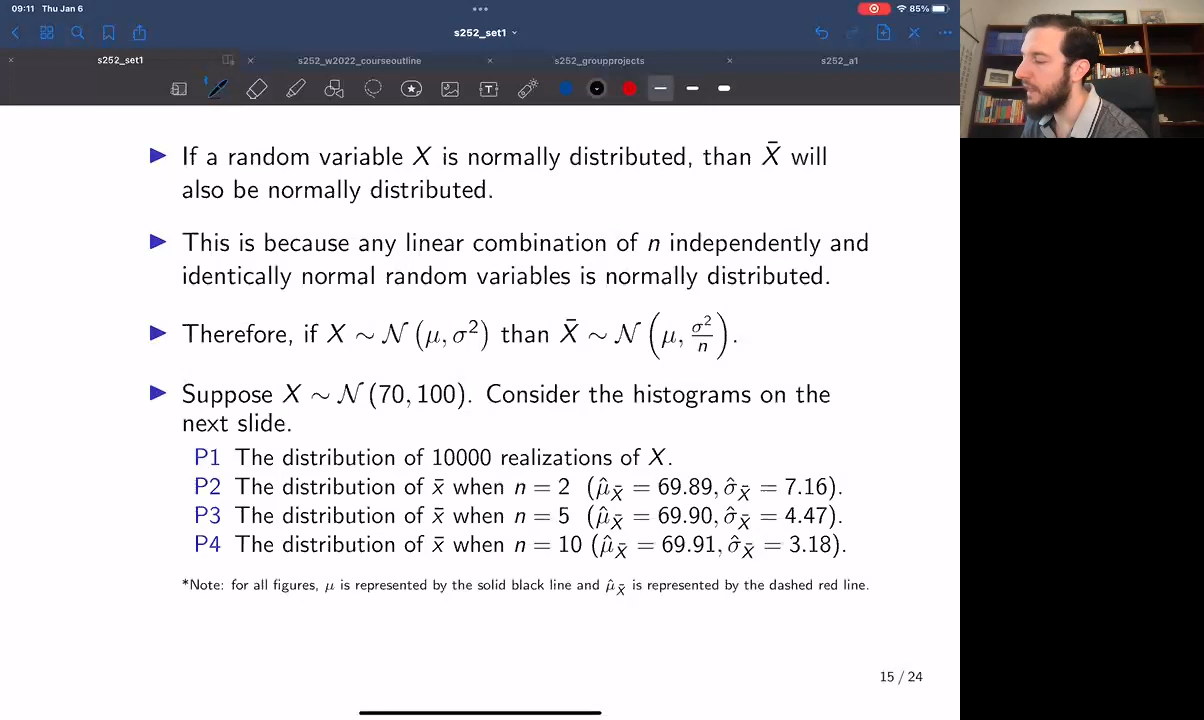 09:11 Thu Jan 6
85%
s252_set1
s252_set1
s252_w2022_courseoutline
s252_groupprojects
s252_a1
If a random variable X is normally distributed, than X̄ will
also be normally distributed.
This is because any linear combination of n independently and
identically normal random variables is normally distributed.
Therefore, if X ∼ N (μ, σ²) than X̄ ∼ N (μ, σ²/n).
Suppose X ∼ N (70, 100). Consider the histograms on the
next slide.
P1 The distribution of 10000 realizations of X.
P2 The distribution of x̄ when n = 2 (μ̂_X̄ = 69.89, σ̂_X̄ = 7.16).
P3 The distribution of x̄ when n = 5 (μ̂_X̄ = 69.90, σ̂_X̄ = 4.47).
P4 The distribution of x̄ when n = 10 (μ̂_X̄ = 69.91, σ̂_X̄ = 3.18).
*Note: for all figures, μ is represented by the solid black line and μ̂_X̄ is represented by the dashed red line.
15 / 24